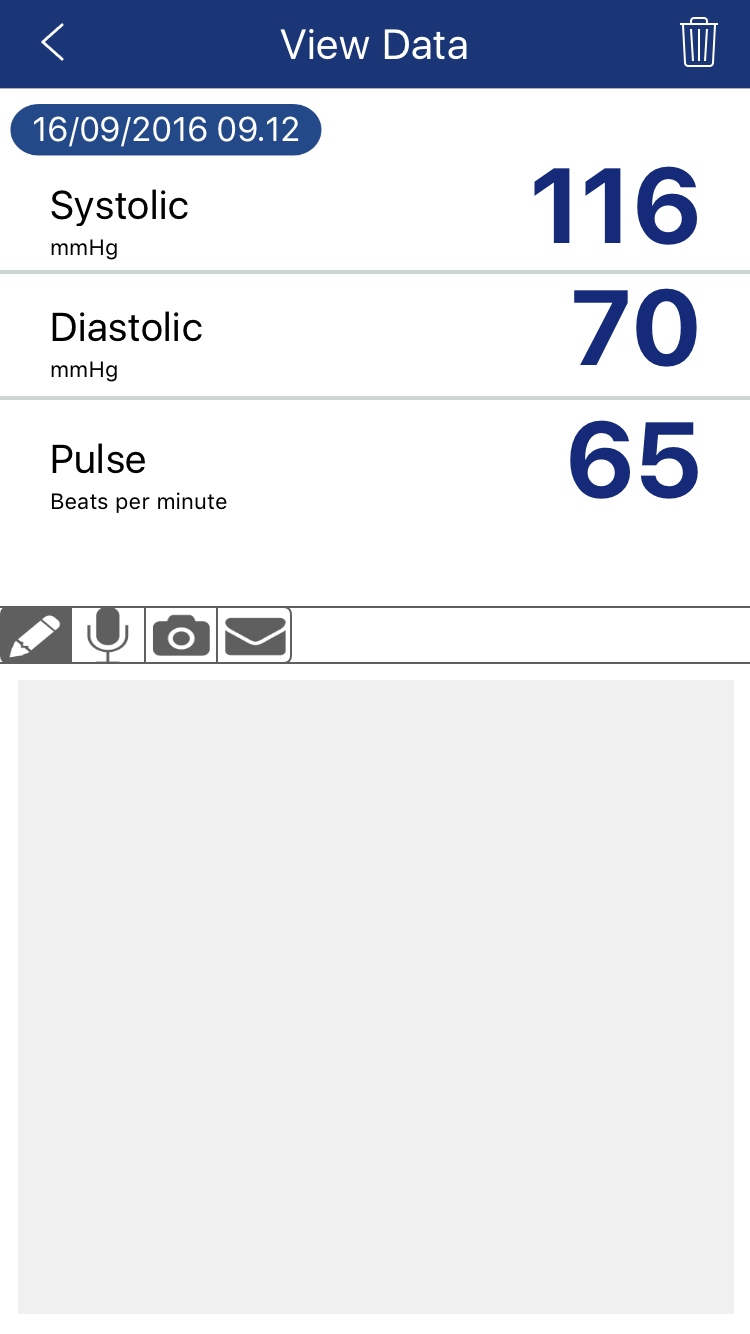 View Data
16/09/2016 09.12
Systolic
116
mmHg
Diastolic
70
mmHg
Pulse
65
Beats per minute